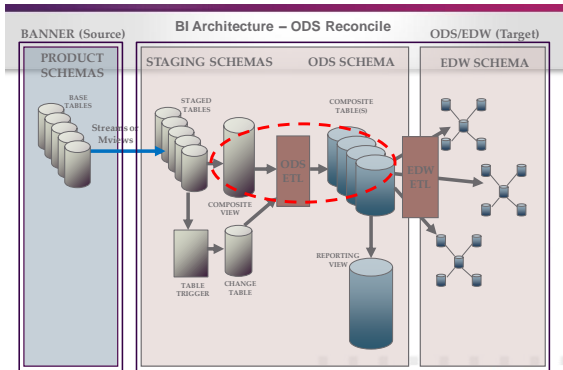 BI Architecture – ODS Reconcile
BANNER (Source)
ODS/EDW (Target)
PRODUCT
SCHEMAS
STAGING SCHEMAS
ODS SCHEMA
EDW SCHEMA
BASE
TABLES
STAGED
TABLES
COMPOSITE
TABLE(S)
Streams or
Mviews
ODS
ETL
EDW
ETL
COMPOSITE
VIEW
TABLE
TRIGGER
CHANGE
TABLE
REPORTING
VIEW